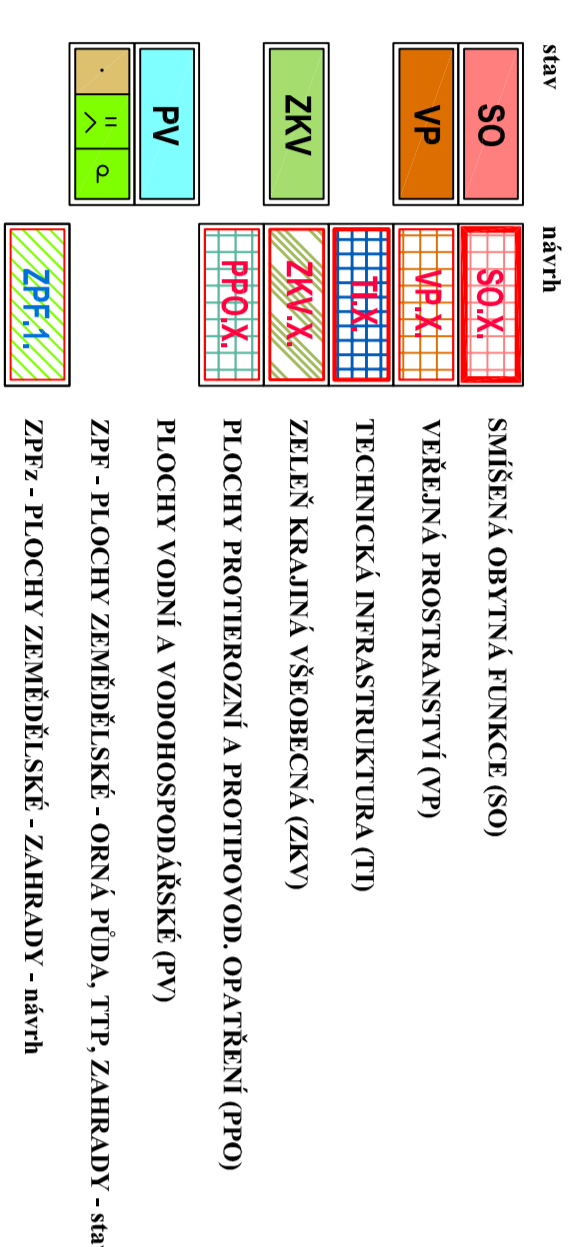 stav návrh
SO SO.X. SMÍŠENÁ OBYTNÁ FUNKCE (SO)
VP VP.X. VEŘEJNÁ PROSTRANSTVÍ (VP)
TI.X. TECHNICKÁ INFRASTRUKTURA (TI)
ZKV ZKV.X. ZELEŇ KRAJINÁ VŠEOBECNÁ (ZKV)
PPO.X. PLOCHY PROTIEROZNÍ A PROTIPOVOD. OPATŘENÍ (PPO)
PV PLOCHY VODNÍ A VODOHOSPODÁŘSKÉ (PV)
ZPF - PLOCHY ZEMĚDĚLSKÉ - ORNÁ PŮDA, TTP, ZAHRADY - stav
ZPF.1. ZPFz - PLOCHY ZEMĚDĚLSKÉ - ZAHRADY - návrh